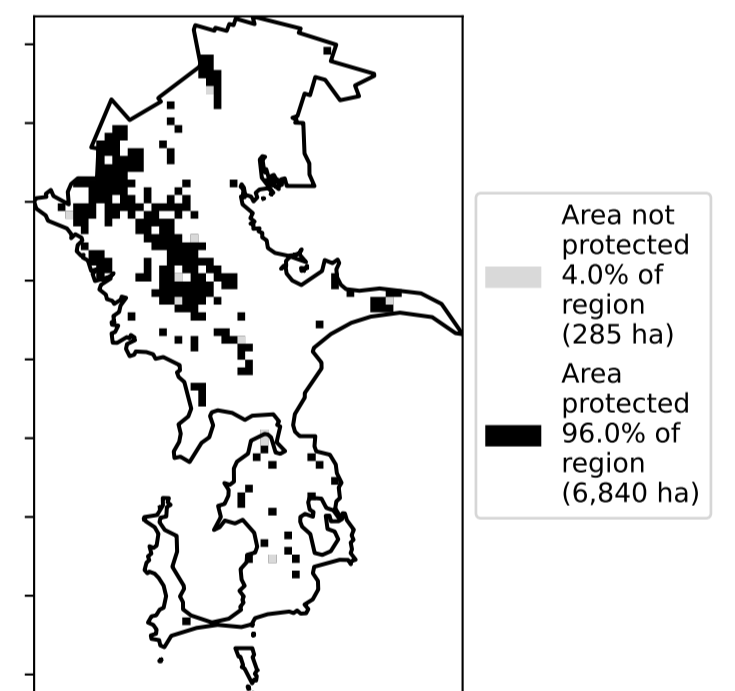 Area not
protected
4.0% of
region
(285 ha)
Area
protected
96.0% of
region
(6,840 ha)